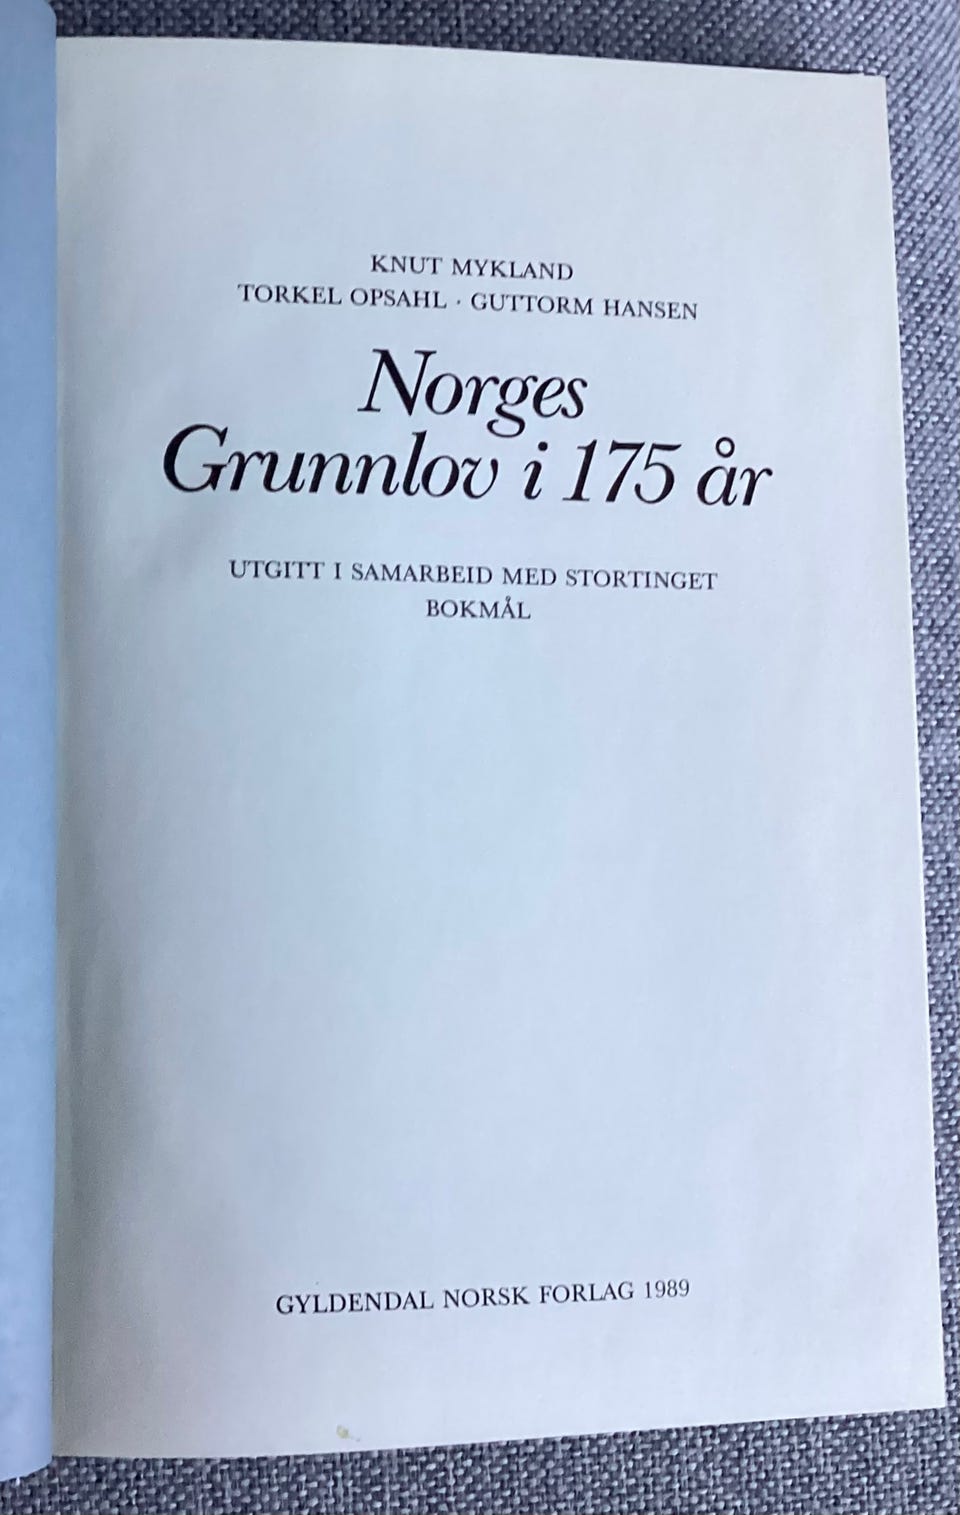 KNUT MYKLAND
TORKEL OPSAHL · GUTTORM HANSEN
Norges
Grunnlov i 175 år
UTGITT I SAMARBEID MED STORTINGET
BOKMÅL
GYLDENDAL NORSK FORLAG 1989